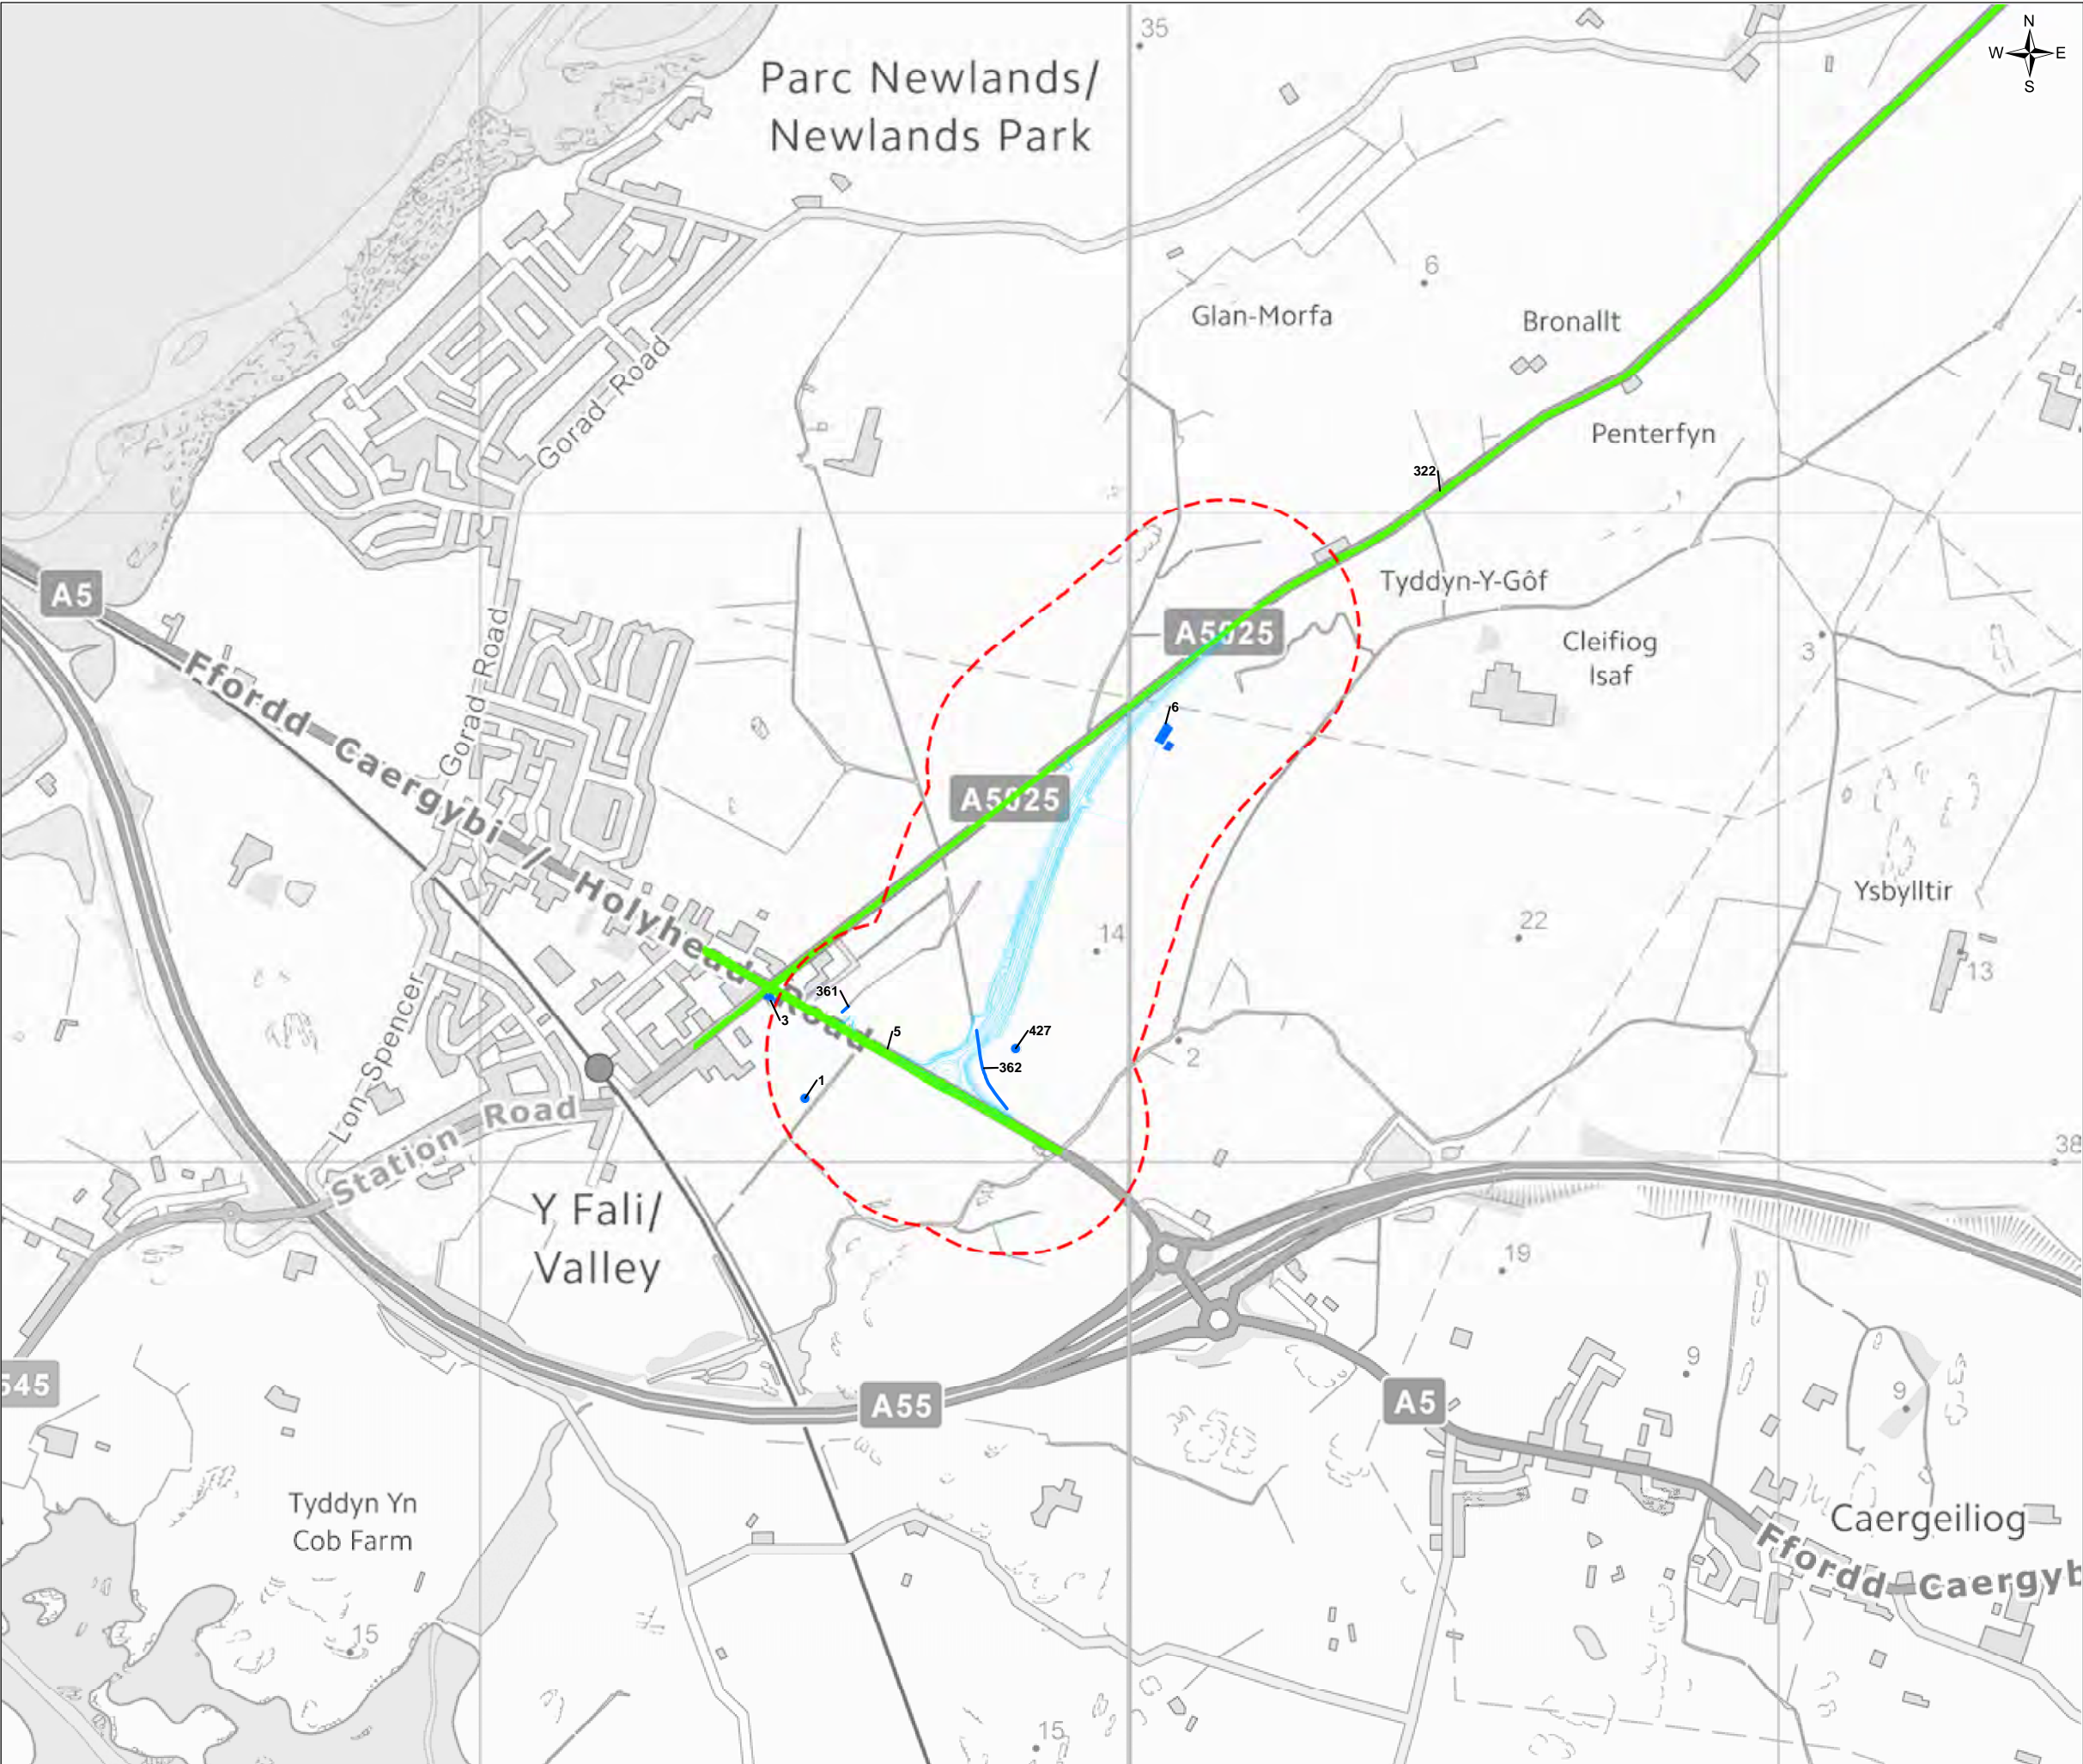 35
N
W E
S
Parc Newlands/
Newlands Park
6
Glan-Morfa
Bronallt
Gorad Road
Penterfyn
322
A5
Tyddyn-Y-Gôf
A5025
Cleifiog
Isaf
3
Gorad Road
Ffordd Caergybi / Holyhead Road
6
A5025
Ysbylltir
14
22
13
361
3
5
427
2
362
1
Lon Spencer
Station Road
38
Y Fali/
Valley
19
9
9
545
A55
A5
Tyddyn Yn
Cob Farm
Caergeiliog
Ffordd Caergyb
15
15